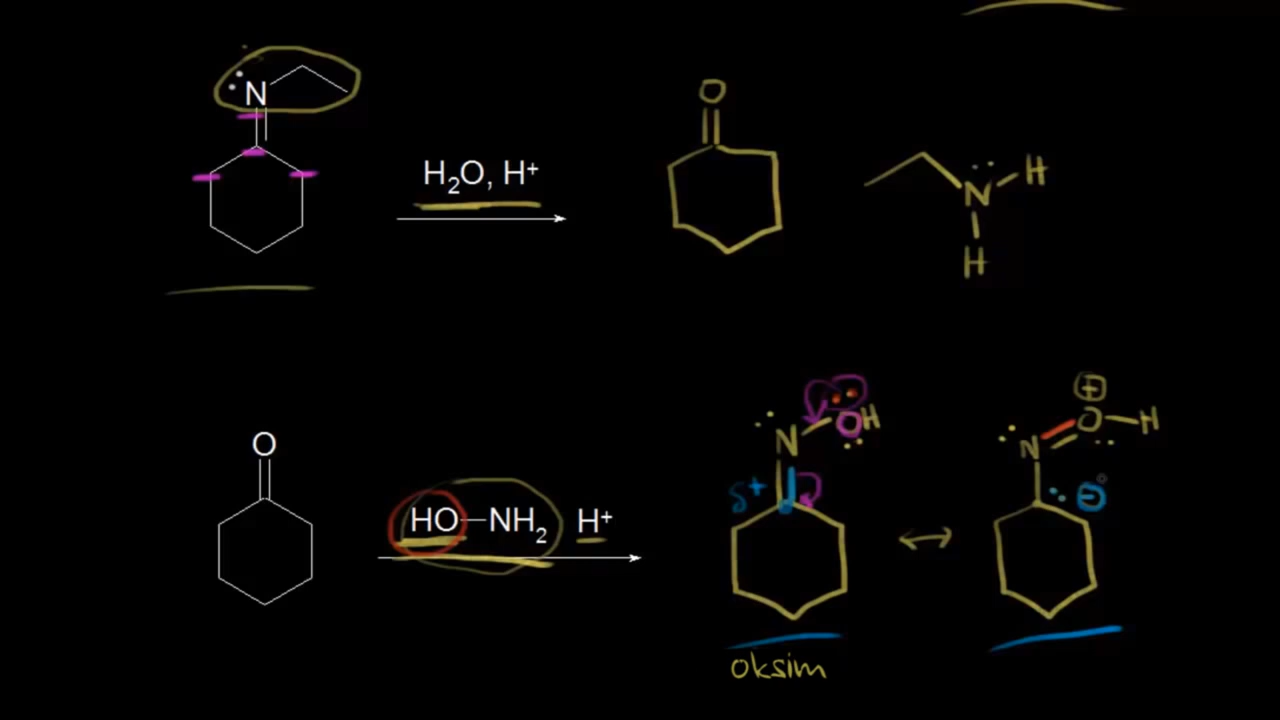 N
H₂O, H⁺
O
N H
H
O
HO—NH₂ H⁺
δ+ N OH
N O H + ⊖
oksim